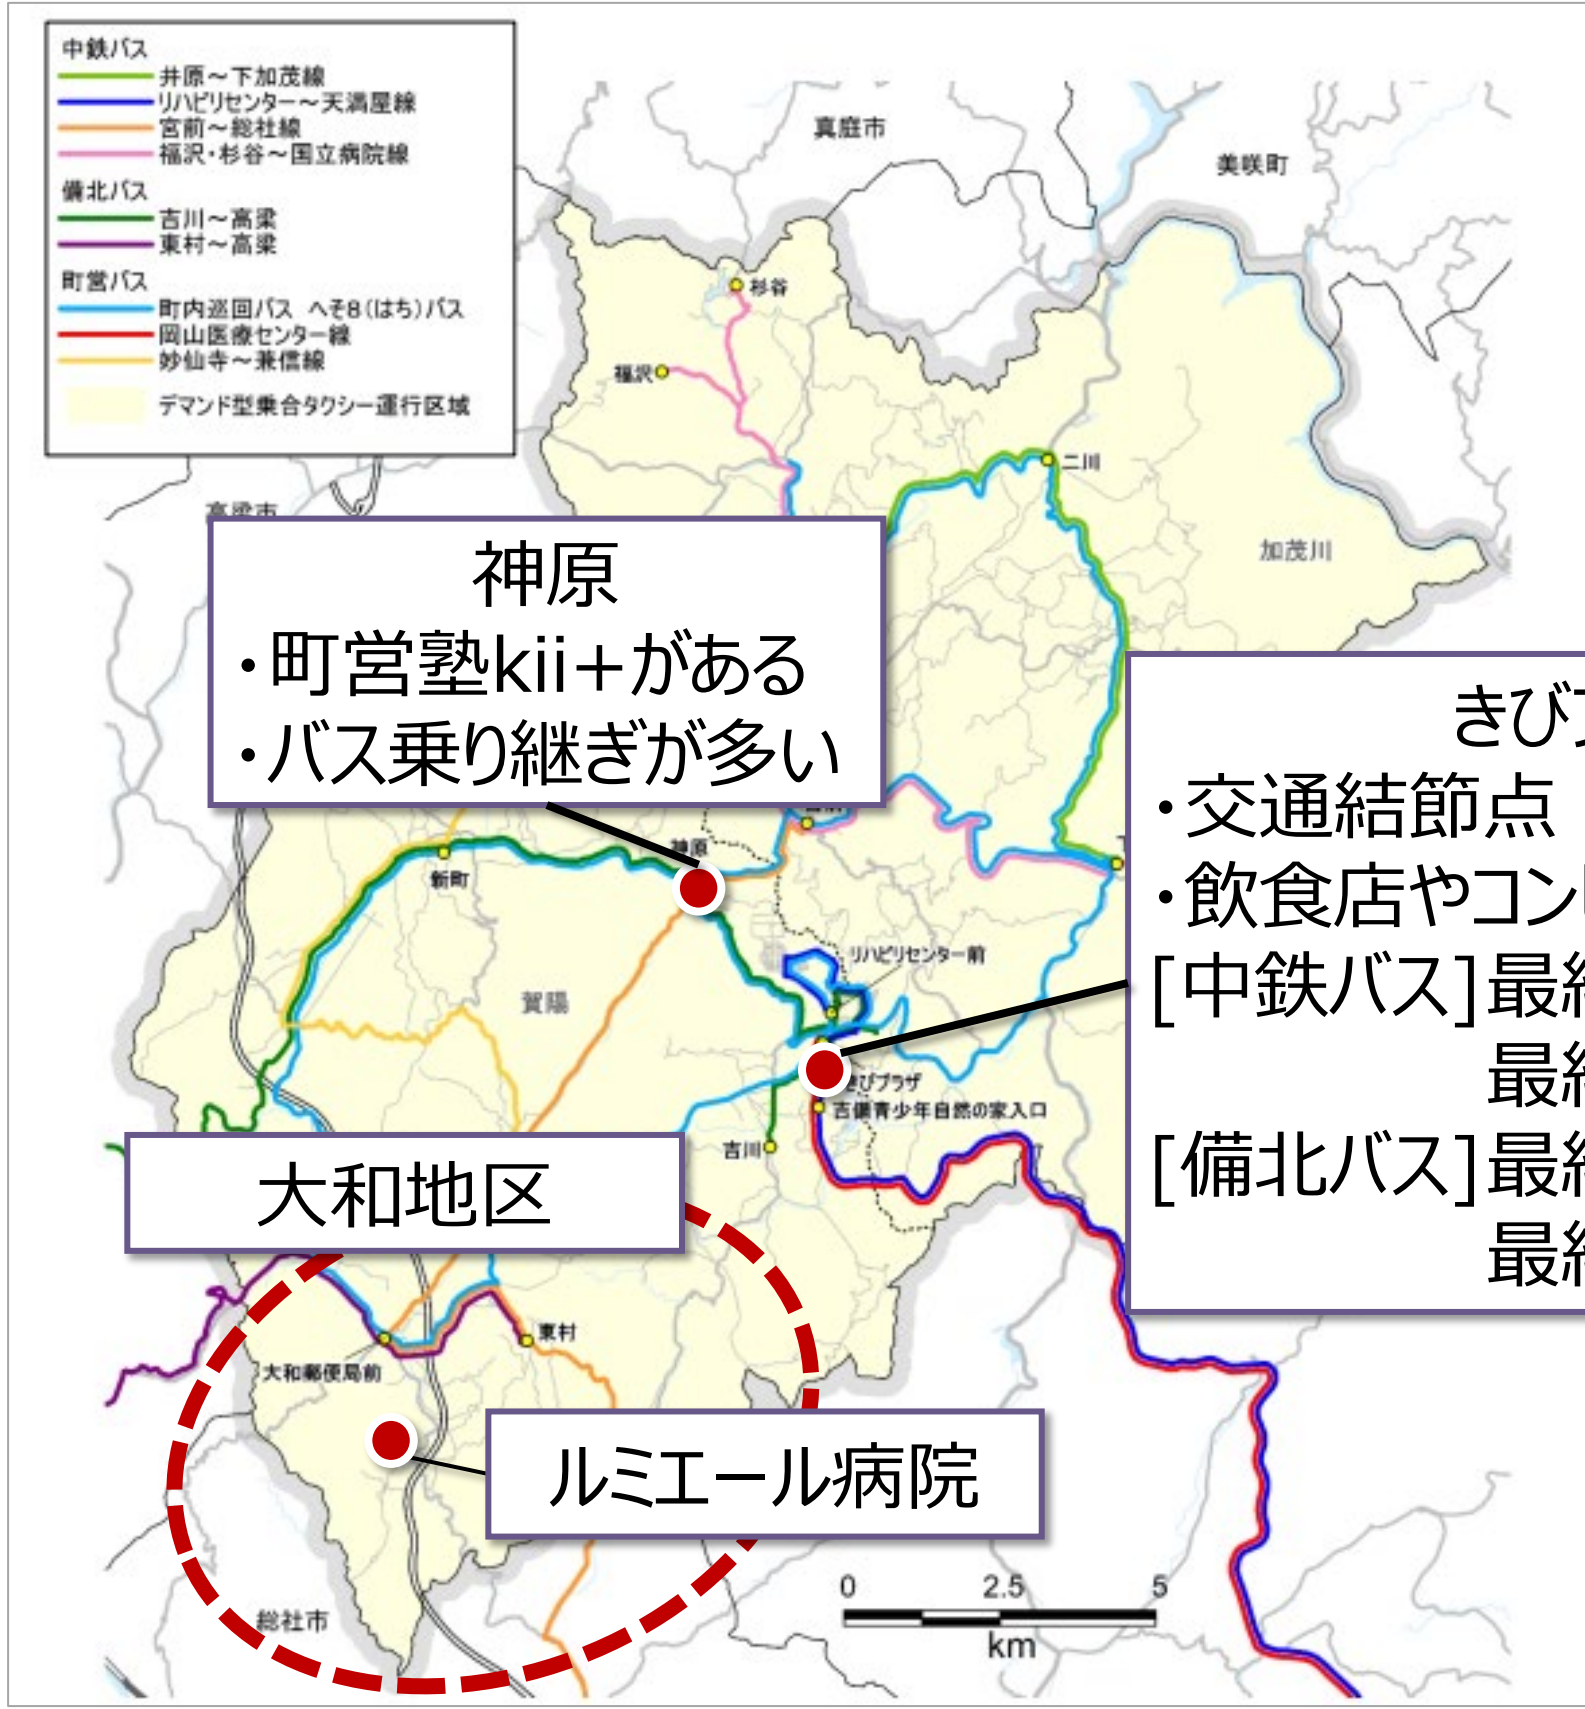 中鉄バス
井原～下加茂線
リハビリセンター～天満屋線
宮前～総社線
福沢・杉谷～国立病院線
備北バス
吉川～高梁
東村～高梁
町営バス
町内巡回バス へそ8(はち)バス
岡山医療センター線
妙仙寺～兼信線
デマンド型乗合タクシー運行区域
真庭市
美咲町
杉谷
福沢
二川
高梁市
加茂川
神原
・町営塾kii+がある
・バス乗り継ぎが多い
きび
・交通結節点
・飲食店やコン
[中鉄バス]最
最
[備北バス]最
最
神原
新町
リハビリセンター前
賀陽
きびプラザ
吉備青少年自然の家入口
吉川
大和地区
東村
大和郵便局前
ルミエール病院
総社市
0 2.5 5
km